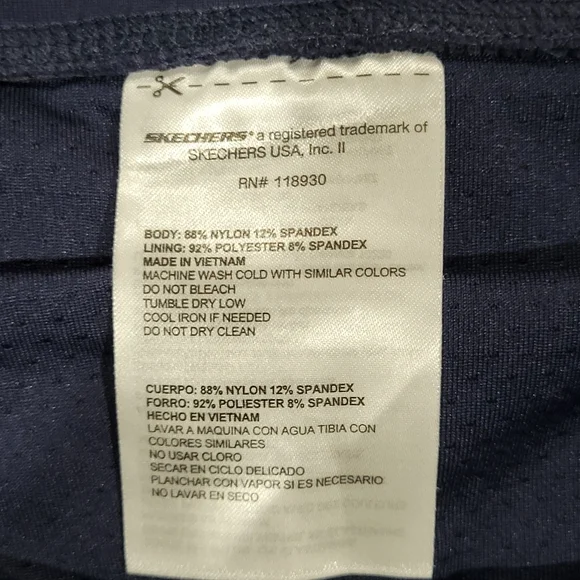 SKECHERS® a registered trademark of
SKECHERS USA, Inc. II
RN# 118930
BODY: 88% NYLON 12% SPANDEX
LINING: 92% POLYESTER 8% SPANDEX
MADE IN VIETNAM
MACHINE WASH COLD WITH SIMILAR COLORS
DO NOT BLEACH
TUMBLE DRY LOW
COOL IRON IF NEEDED
DO NOT DRY CLEAN
CUERPO: 88% NYLON 12% SPANDEX
FORRO: 92% POLIESTER 8% SPANDEX
HECHO EN VIETNAM
LAVAR A MAQUINA CON AGUA TIBIA CON
COLORES SIMILARES
NO USAR CLORO
SECAR EN CICLO DELICADO
PLANCHAR CON VAPOR SI ES NECESARIO
NO LAVAR EN SECO